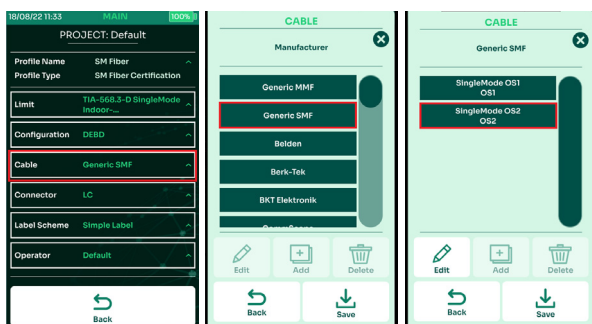 18/08/22 11:33 MAIN 100%
PROJECT: Default
Profile Name SM Fiber
Profile Type SM Fiber Certification
Limit TIA-568.3-D SingleMode
Indoor-...
Configuration DEBD
Cable Generic SMF
Connector LC
Label Scheme Simple Label
Operator Default
Back
CABLE
Manufacturer
Generic MMF
Generic SMF
Belden
Berk-Tek
BKT Elektronik
CommScope
Edit Add Delete
Back Save
CABLE
Generic SMF
SingleMode OS1
OS1
SingleMode OS2
OS2
Edit Add Delete
Back Save